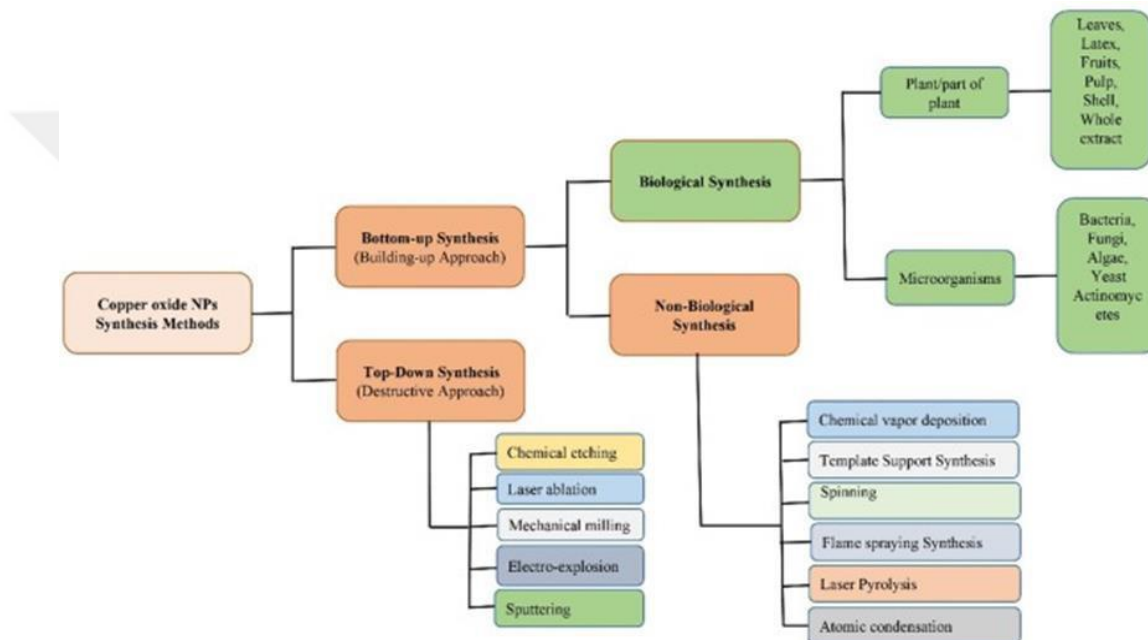 Copper oxide NPs
Synthesis Methods
Bottom-up Synthesis
(Building-up Approach)
Top-Down Synthesis
(Destructive Approach)
Biological Synthesis
Non-Biological
Synthesis
Plant/part of
plant
Leaves,
Latex,
Fruits,
Pulp,
Shell,
Whole
extract
Microorganisms
Bacteria,
Fungi,
Algae,
Yeast
Actinomyc
etes
Chemical etching
Laser ablation
Mechanical milling
Electro-explosion
Sputtering
Chemical vapor deposition
Template Support Synthesis
Spinning
Flame spraying Synthesis
Laser Pyrolysis
Atomic condensation